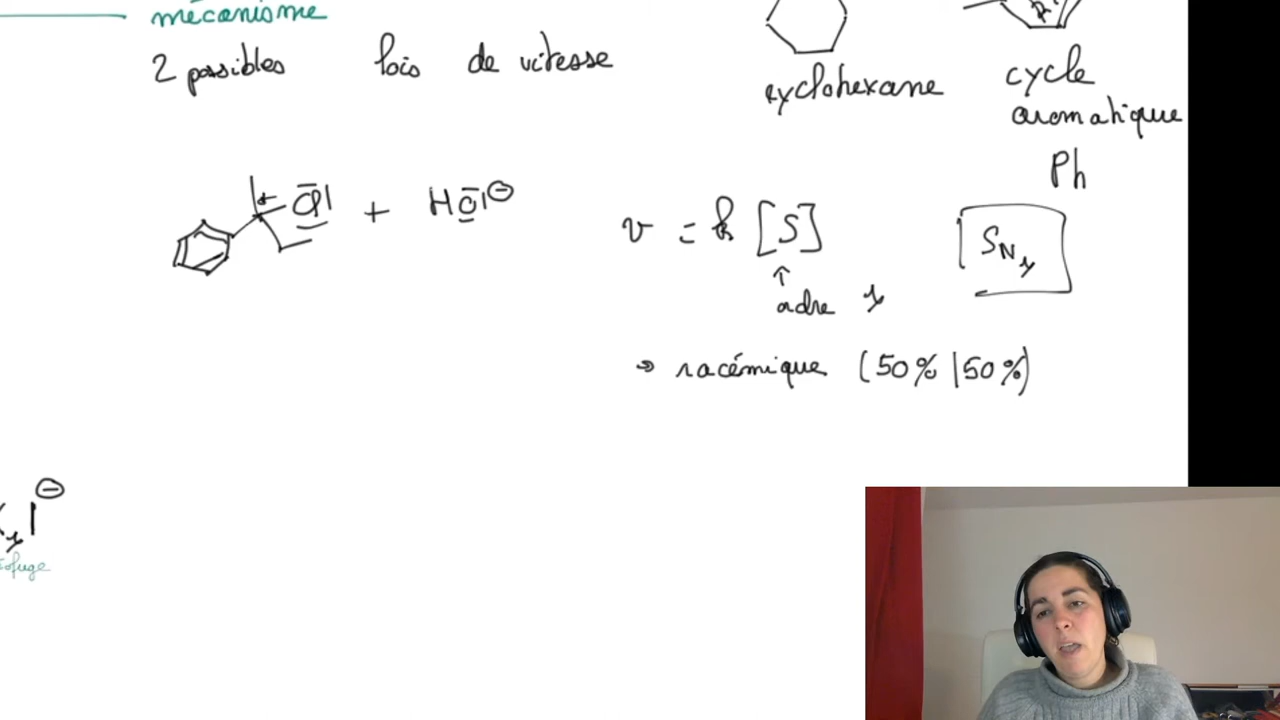 mécanisme
2 possibles lois de vitesse
cyclohexane
cycle
aromatique
Ph
Cl + HO⊖
v = k [S]
↑
ordre 1
SN1
⇒ racémique (50% | 50%)
⊖